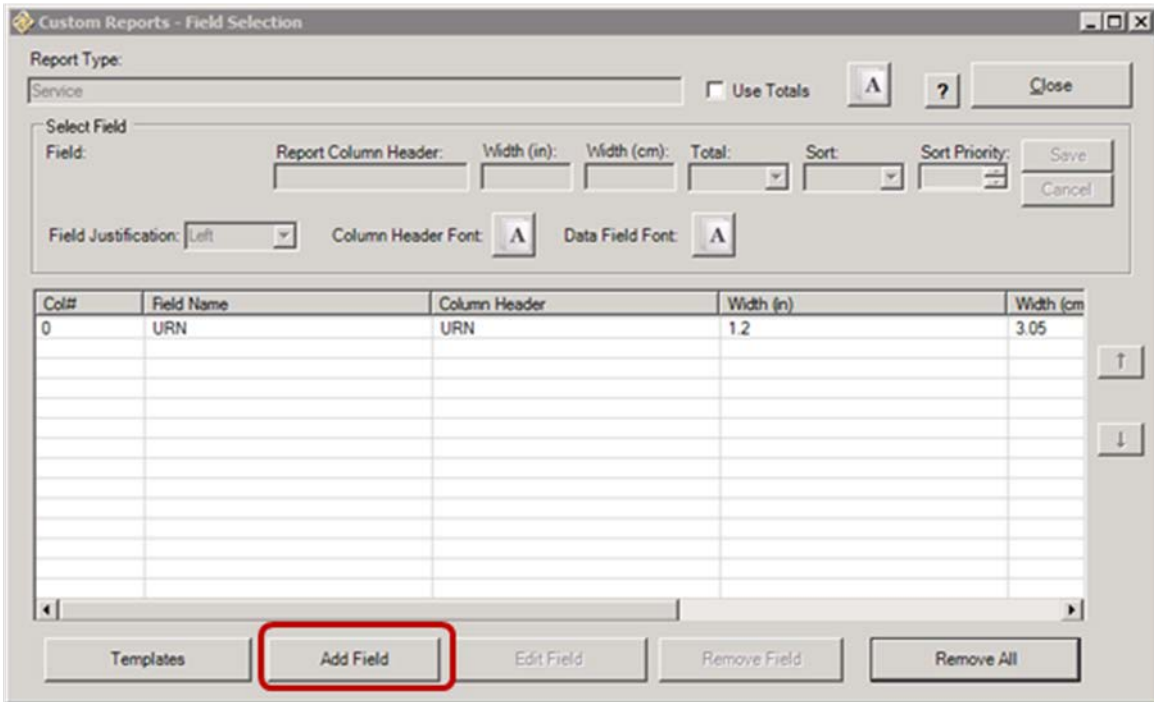 Custom Reports - Field Selection
Report Type:
Service
Use Totals
A
?
Close
Select Field
Field:
Report Column Header:
Width (in):
Width (cm):
Total:
Sort:
Sort Priority:
Save
Cancel
Field Justification:
Left
Column Header Font:
A
Data Field Font:
A
Col# Field Name Column Header Width (in) Width (cm
0 URN URN 1.2 3.05
Templates
Add Field
Edit Field
Remove Field
Remove All